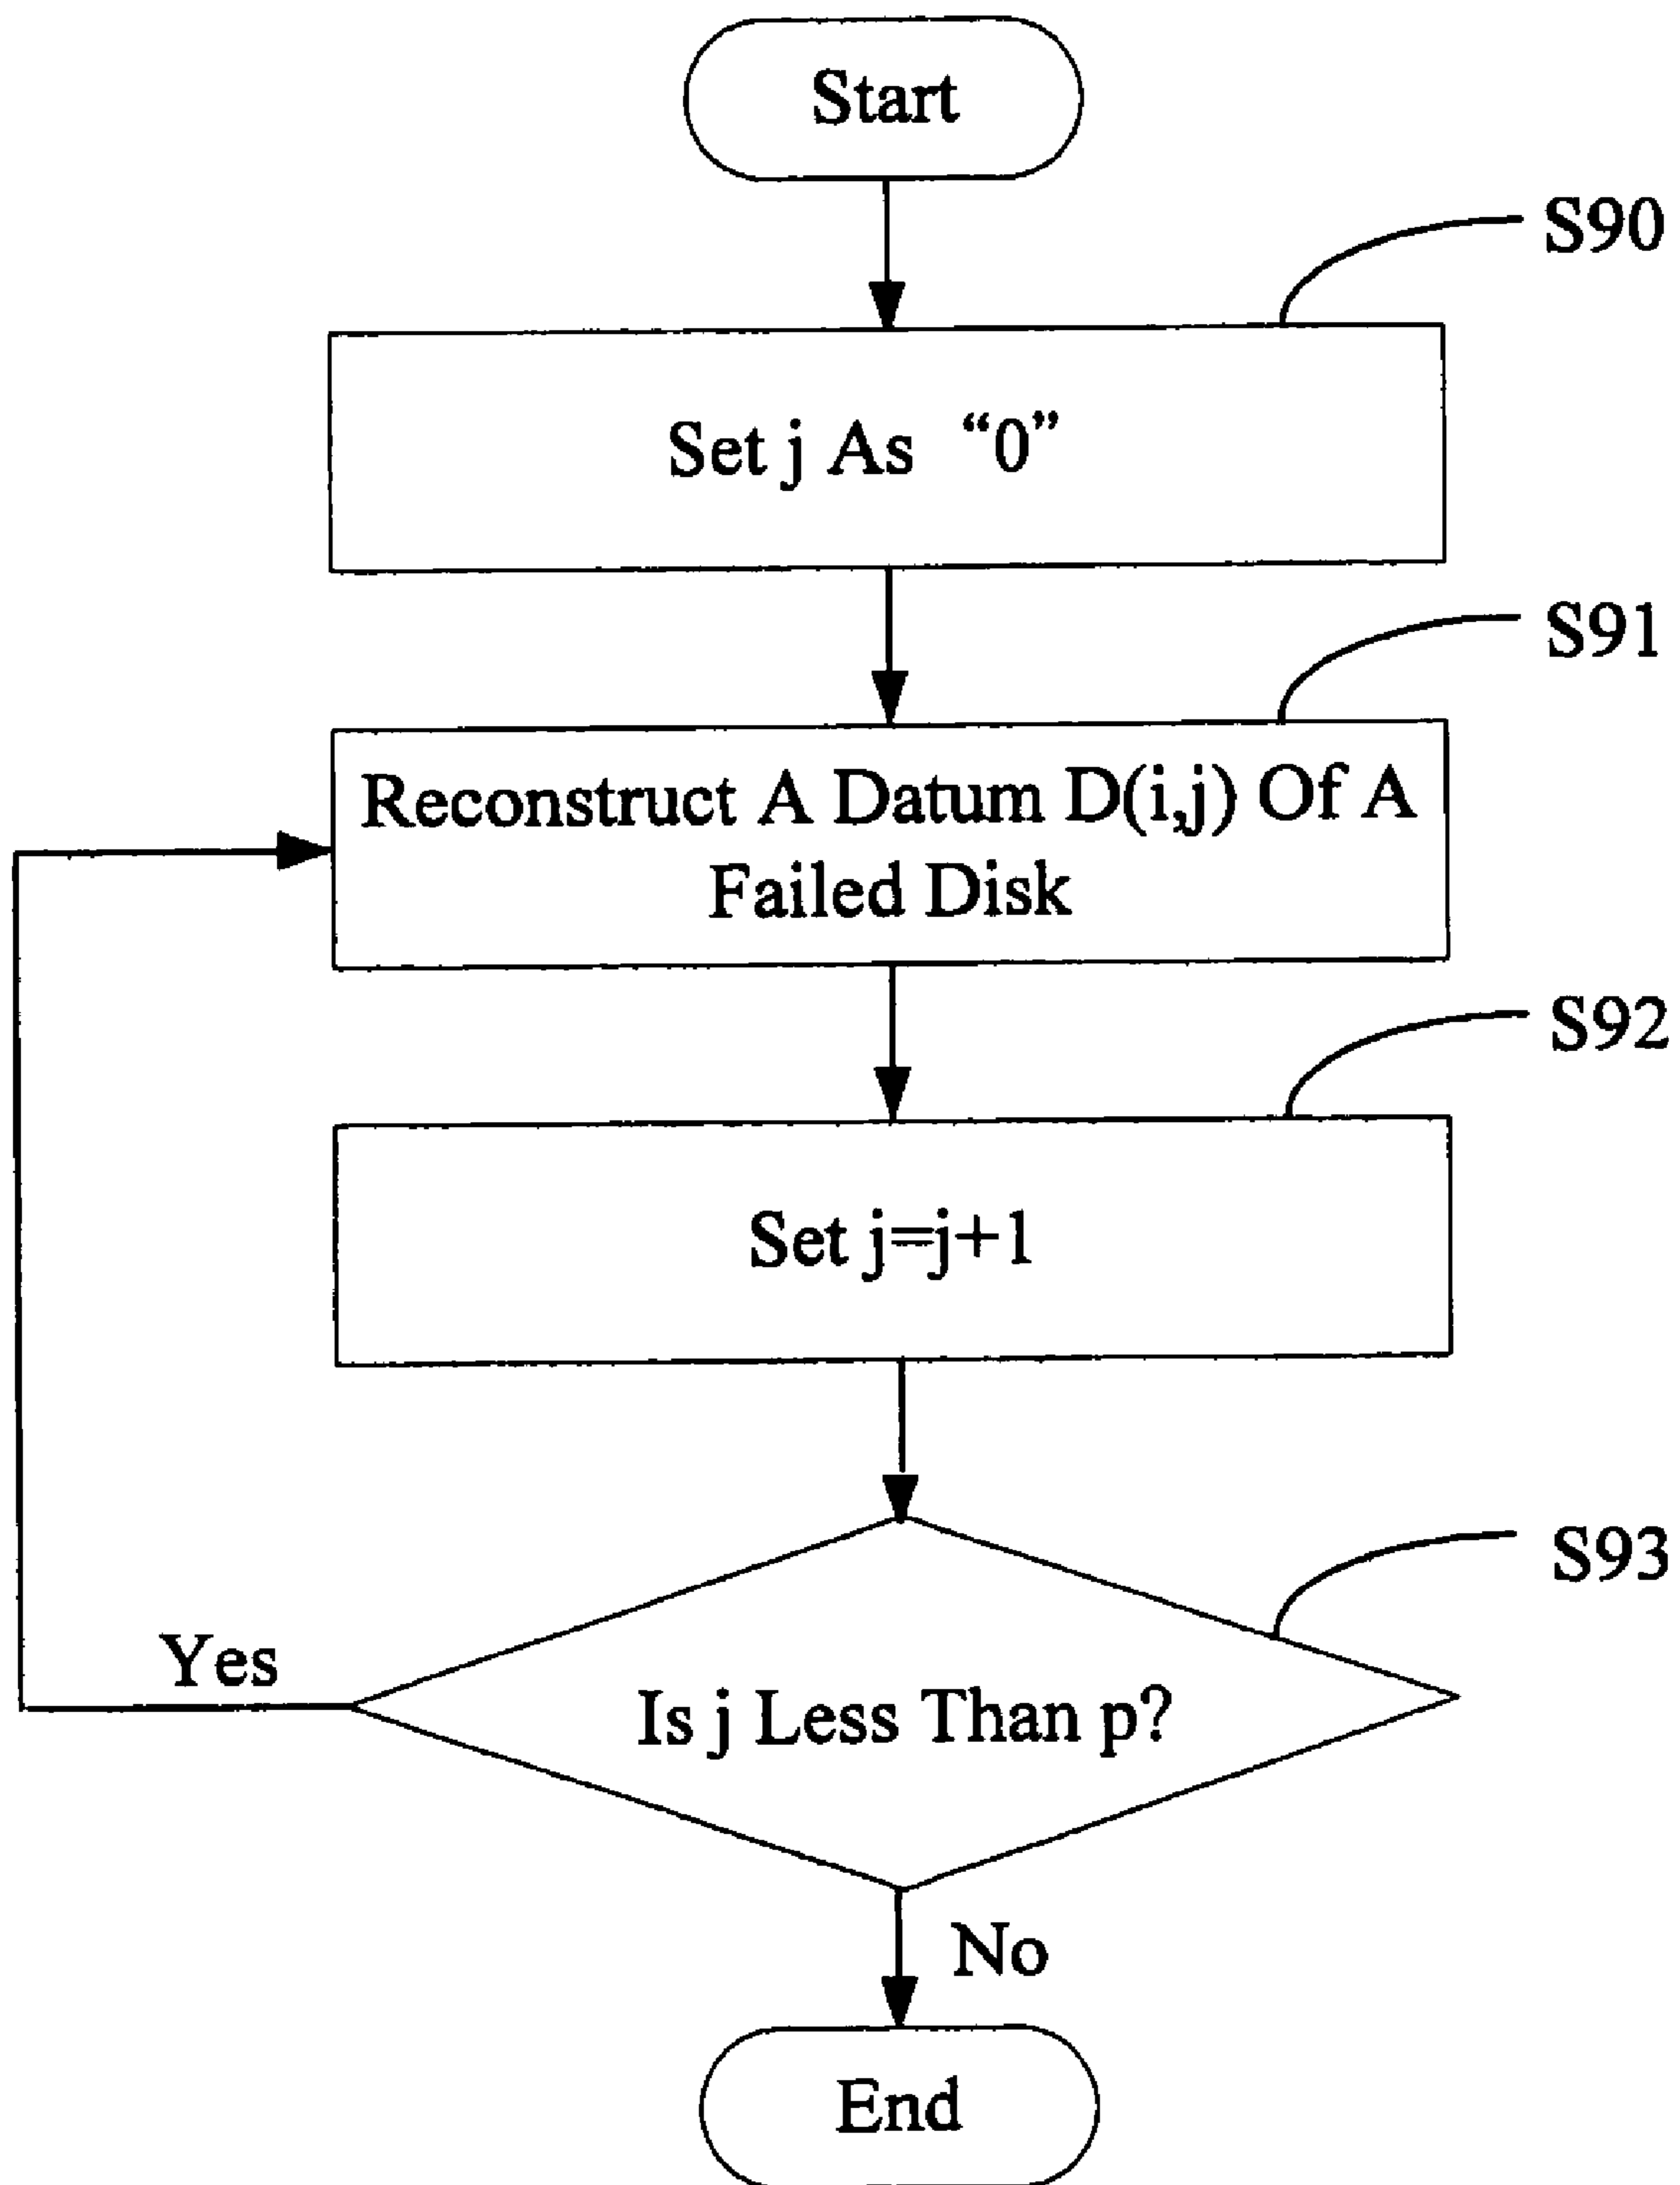 Start
S90
Set j As “0”
S91
Reconstruct A Datum D(i,j) Of A
Failed Disk
S92
Set j=j+1
S93
Yes
Is j Less Than p?
No
End